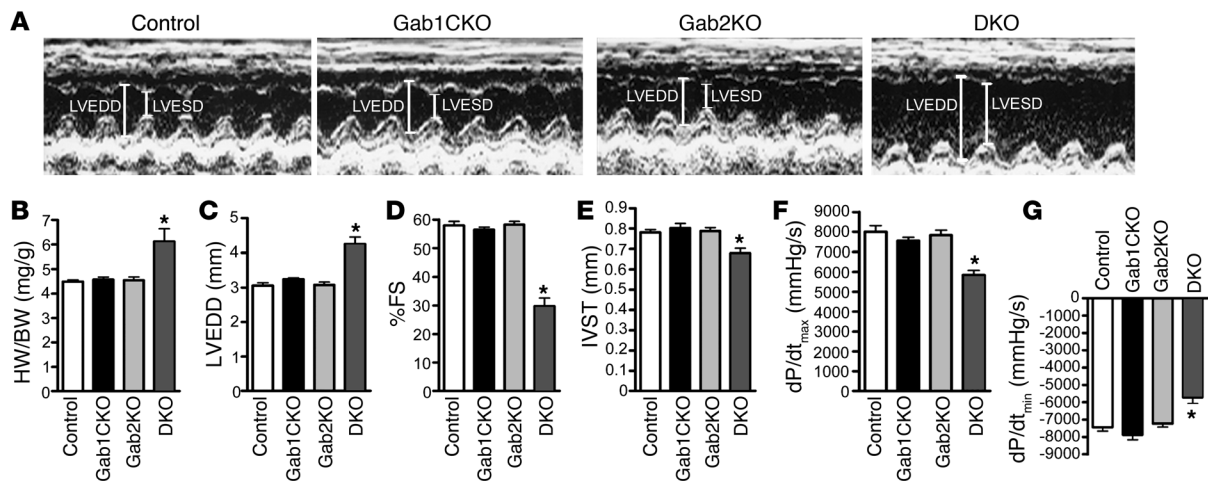 A
Control
Gab1CKO
Gab2KO
DKO
LVEDD
LVESD
LVEDD
LVESD
LVEDD
LVESD
LVEDD
LVESD
B
HW/BW (mg/g)
7
6
5
4
3
2
1
0
*
Control
Gab1CKO
Gab2KO
DKO
C
LVEDD (mm)
5
4
3
2
1
0
*
Control
Gab1CKO
Gab2KO
DKO
D
%FS
60
50
40
30
20
10
0
*
Control
Gab1CKO
Gab2KO
DKO
E
IVST (mm)
0.9
0.8
0.7
0.6
0.5
0.4
0.3
0.2
0.1
0
*
Control
Gab1CKO
Gab2KO
DKO
F
dP/dtmax (mmHg/s)
9000
8000
7000
6000
5000
4000
3000
2000
1000
0
*
Control
Gab1CKO
Gab2KO
DKO
G
Control
Gab1CKO
Gab2KO
DKO
dP/dtmin (mmHg/s)
0
-1000
-2000
-3000
-4000
-5000
-6000
-7000
-8000
-9000
*